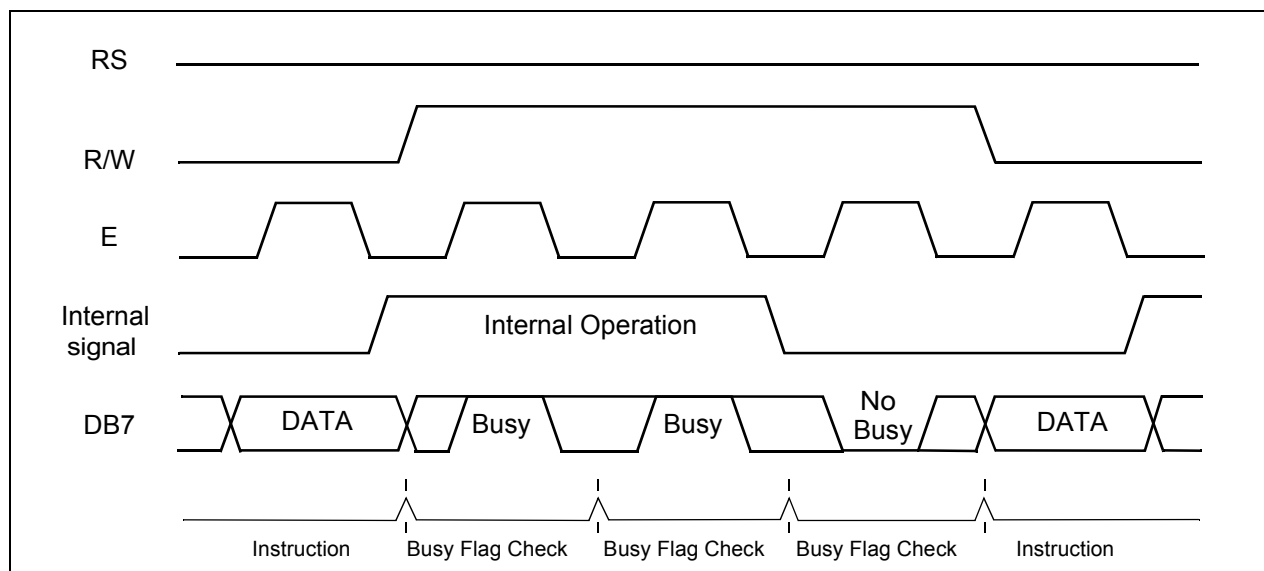 RS
R/W
E
Internal
signal
Internal Operation
DB7
DATA
Busy
Busy
No
Busy
DATA
Instruction
Busy Flag Check
Busy Flag Check
Busy Flag Check
Instruction